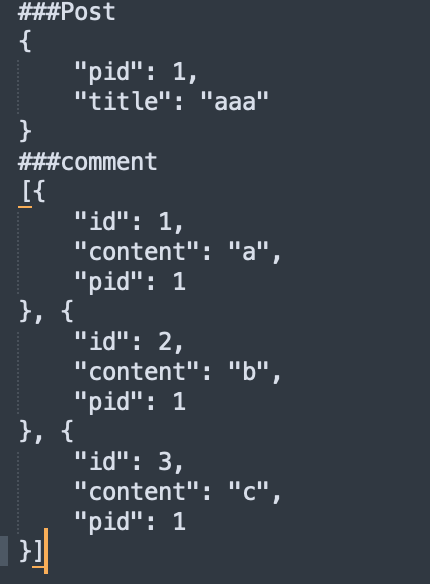 ###Post
{
    "pid": 1,
    "title": "aaa"
}
###comment
[{
    "id": 1,
    "content": "a",
    "pid": 1
}, {
    "id": 2,
    "content": "b",
    "pid": 1
}, {
    "id": 3,
    "content": "c",
    "pid": 1
}]